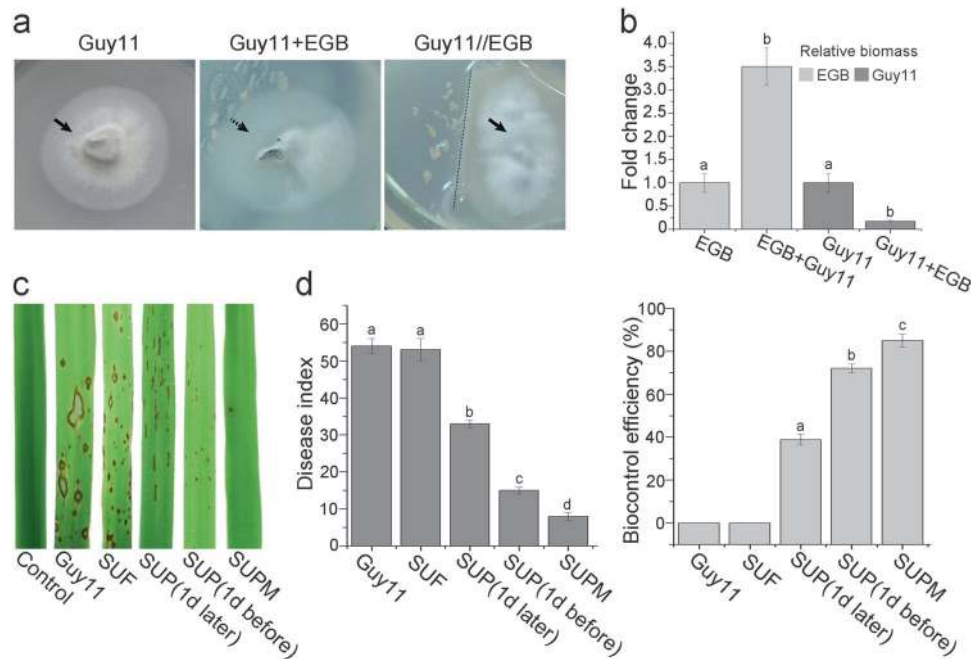 a
Guy11
Guy11+EGB
Guy11//EGB
b
Fold change
4.0
3.5
3.0
2.5
2.0
1.5
1.0
0.5
0
a
b
a
b
Relative biomass
EGB
Guy11
EGB
EGB+Guy11
Guy11
Guy11+EGB
c
Control
Guy11
SUF
SUP(1d later)
SUP(1d before)
SUPM
d
Disease index
60
50
40
30
20
10
0
a
a
b
c
d
Guy11
SUF
SUP(1d later)
SUP(1d before)
SUPM
Biocontrol efficiency (%)
100
80
60
40
20
0
a
b
c
Guy11
SUF
SUP(1d later)
SUP(1d before)
SUPM